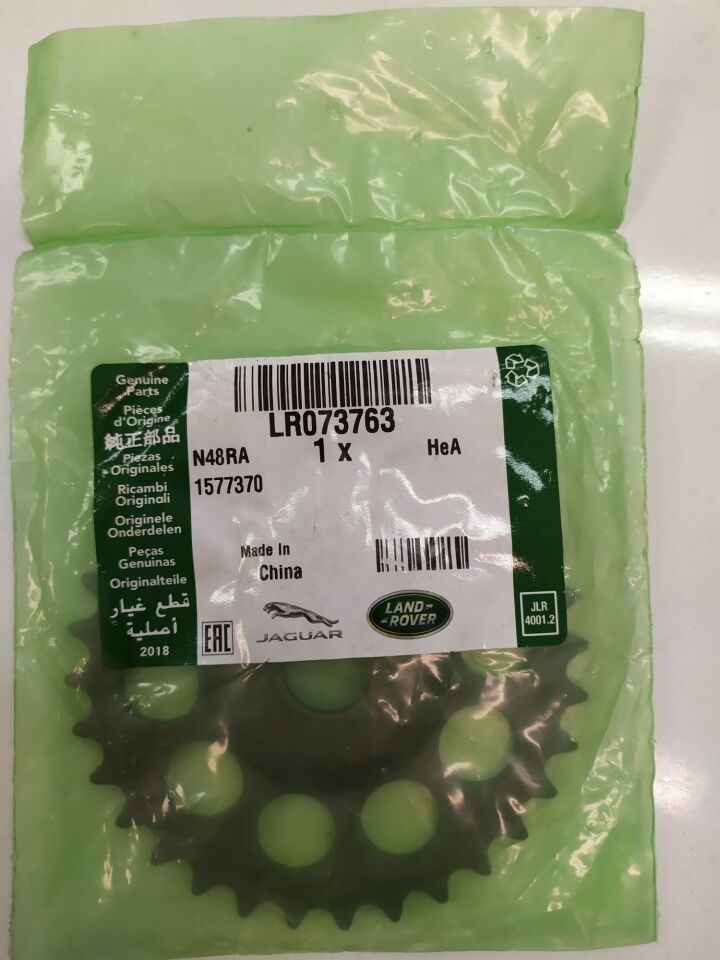 Genuine
Parts
Pièces
d'Origine
純正部品
Piezas
Originales
Ricambi
Originali
Originele
Onderdelen
Peças
Genuinas
Originalteile
قطع غيار
أصلية
2018
LR073763
1 x
HeA
N48RA
1577370
Made In
China
EAC
JAGUAR
LAND-
ROVER
JLR
4001.2